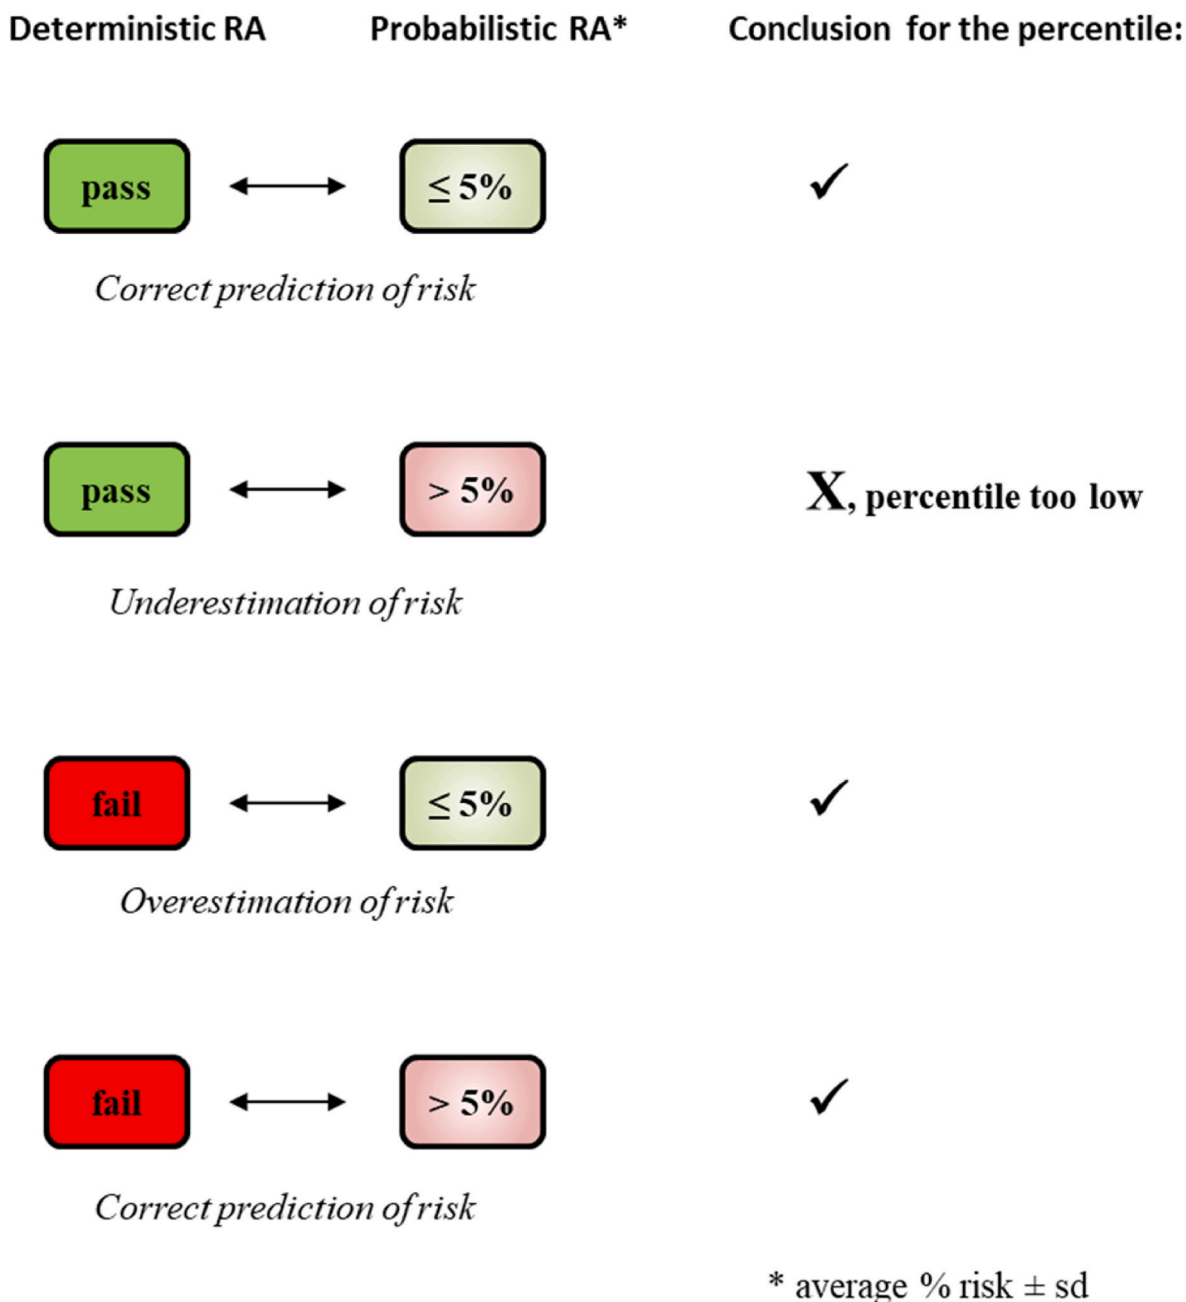 Deterministic RA Probabilistic RA* Conclusion for the percentile:
pass ≤ 5% ✓
Correct prediction of risk
pass > 5% X, percentile too low
Underestimation of risk
fail ≤ 5% ✓
Overestimation of risk
fail > 5% ✓
Correct prediction of risk
* average % risk ± sd